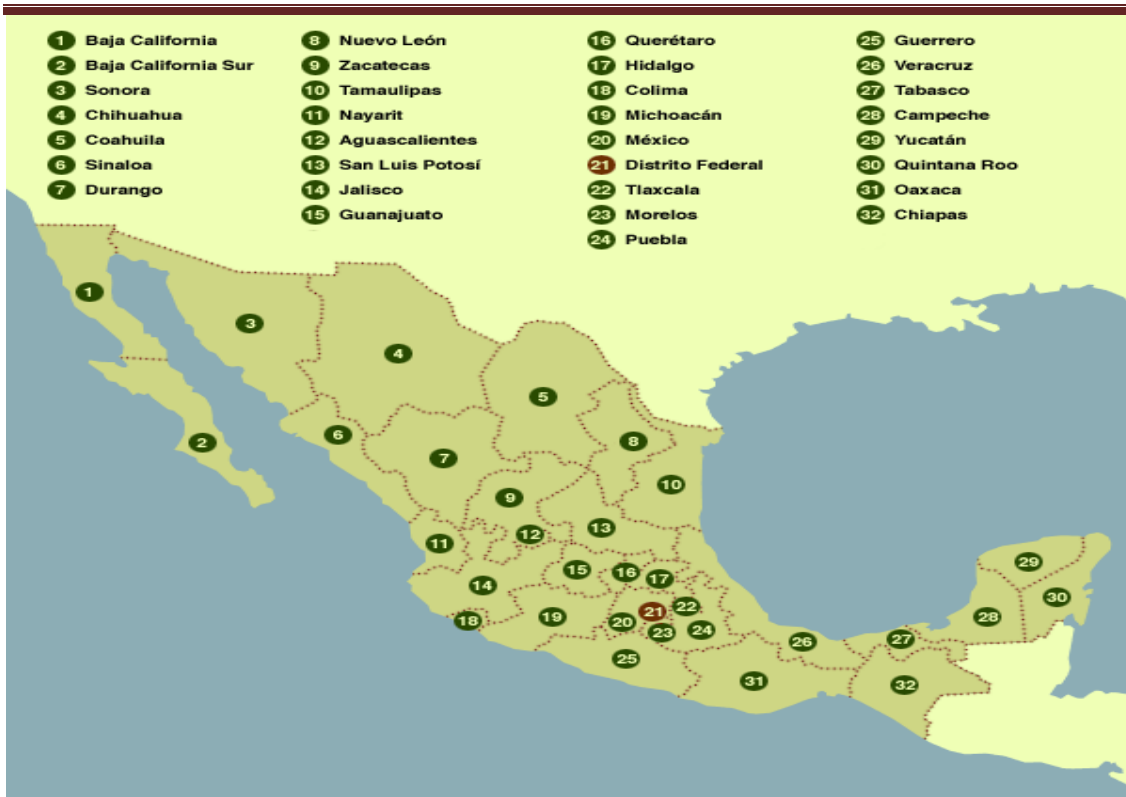 1 Baja California
2 Baja California Sur
3 Sonora
4 Chihuahua
5 Coahuila
6 Sinaloa
7 Durango
8 Nuevo León
9 Zacatecas
10 Tamaulipas
11 Nayarit
12 Aguascalientes
13 San Luis Potosí
14 Jalisco
15 Guanajuato
16 Querétaro
17 Hidalgo
18 Colima
19 Michoacán
20 México
21 Distrito Federal
22 Tlaxcala
23 Morelos
24 Puebla
25 Guerrero
26 Veracruz
27 Tabasco
28 Campeche
29 Yucatán
30 Quintana Roo
31 Oaxaca
32 Chiapas
1
3
4
5
6
2
8
7
10
9
13
12
11
29
15
16
17
14
30
22
21
28
19
18
20
24
23
27
26
25
31
32